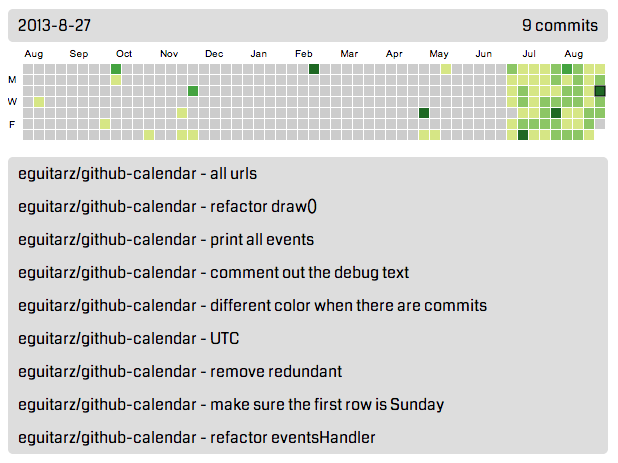 2013-8-27 9 commits
Aug Sep Oct Nov Dec Jan Feb Mar Apr May Jun Jul Aug
M
W
F
eguitarz/github-calendar - all urls
eguitarz/github-calendar - refactor draw()
eguitarz/github-calendar - print all events
eguitarz/github-calendar - comment out the debug text
eguitarz/github-calendar - different color when there are commits
eguitarz/github-calendar - UTC
eguitarz/github-calendar - remove redundant
eguitarz/github-calendar - make sure the first row is Sunday
eguitarz/github-calendar - refactor eventsHandler